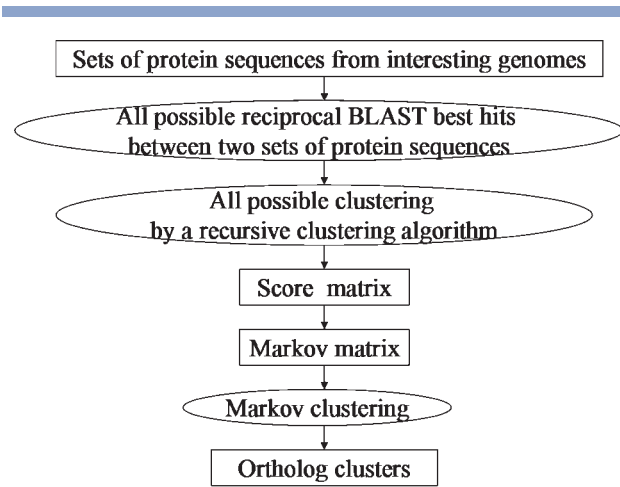 Sets of protein sequences from interesting genomes
All possible reciprocal BLAST best hits
between two sets of protein sequences
All possible clustering
by a recursive clustering algorithm
Score matrix
Markov matrix
Markov clustering
Ortholog clusters